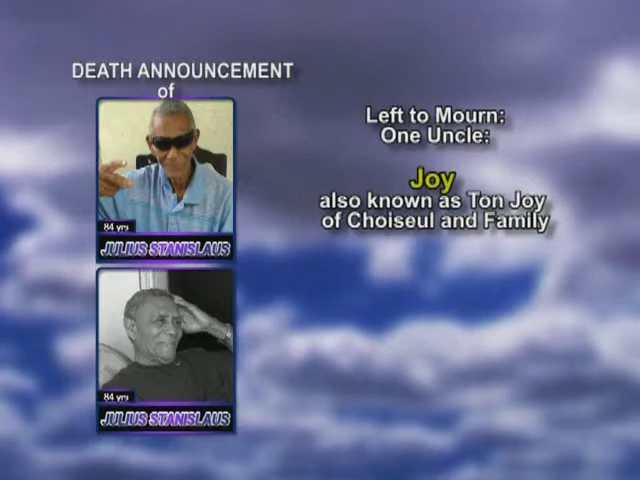 DEATH ANNOUNCEMENT
of
84 yrs
JULIUS STANISLAUS
84 yrs
JULIUS STANISLAUS
Left to Mourn:
One Uncle:
Joy
also known as Ton Joy
of Choiseul and Family